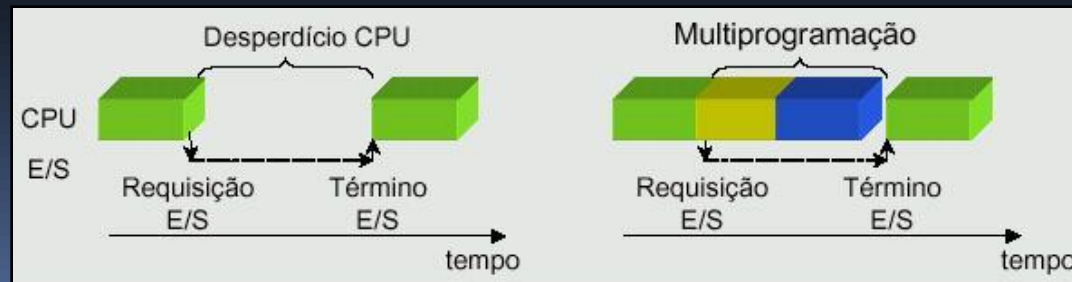 Desperdício CPU
CPU
E/S
Requisição
E/S
Término
E/S
tempo
Multiprogramação
Requisição
E/S
Término
E/S
tempo